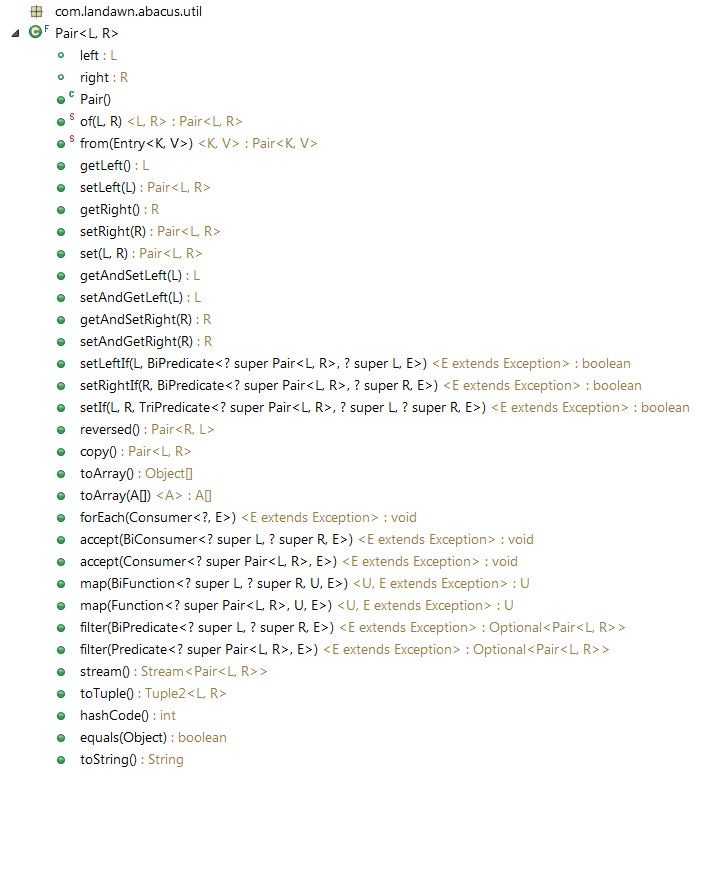 com.landawn.abacus.util
Pair<L, R>
left : L
right : R
Pair()
of(L, R) <L, R> : Pair<L, R>
from(Entry<K, V>) <K, V> : Pair<K, V>
getLeft() : L
setLeft(L) : Pair<L, R>
getRight() : R
setRight(R) : Pair<L, R>
set(L, R) : Pair<L, R>
getAndSetLeft(L) : L
setAndGetLeft(L) : L
getAndSetRight(R) : R
setAndGetRight(R) : R
setLeftIf(L, BiPredicate<? super Pair<L, R>, ? super L, E>) <E extends Exception> : boolean
setRightIf(R, BiPredicate<? super Pair<L, R>, ? super R, E>) <E extends Exception> : boolean
setIf(L, R, TriPredicate<? super Pair<L, R>, ? super L, ? super R, E>) <E extends Exception> : boolean
reversed() : Pair<R, L>
copy() : Pair<L, R>
toArray() : Object[]
toArray(A[]) <A> : A[]
forEach(Consumer<?, E>) <E extends Exception> : void
accept(BiConsumer<? super L, ? super R, E>) <E extends Exception> : void
accept(Consumer<? super Pair<L, R>, E>) <E extends Exception> : void
map(BiFunction<? super L, ? super R, U, E>) <U, E extends Exception> : U
map(Function<? super Pair<L, R>, U, E>) <U, E extends Exception> : U
filter(BiPredicate<? super L, ? super R, E>) <E extends Exception> : Optional<Pair<L, R>>
filter(Predicate<? super Pair<L, R>, E>) <E extends Exception> : Optional<Pair<L, R>>
stream() : Stream<Pair<L, R>>
toTuple() : Tuple2<L, R>
hashCode() : int
equals(Object) : boolean
toString() : String